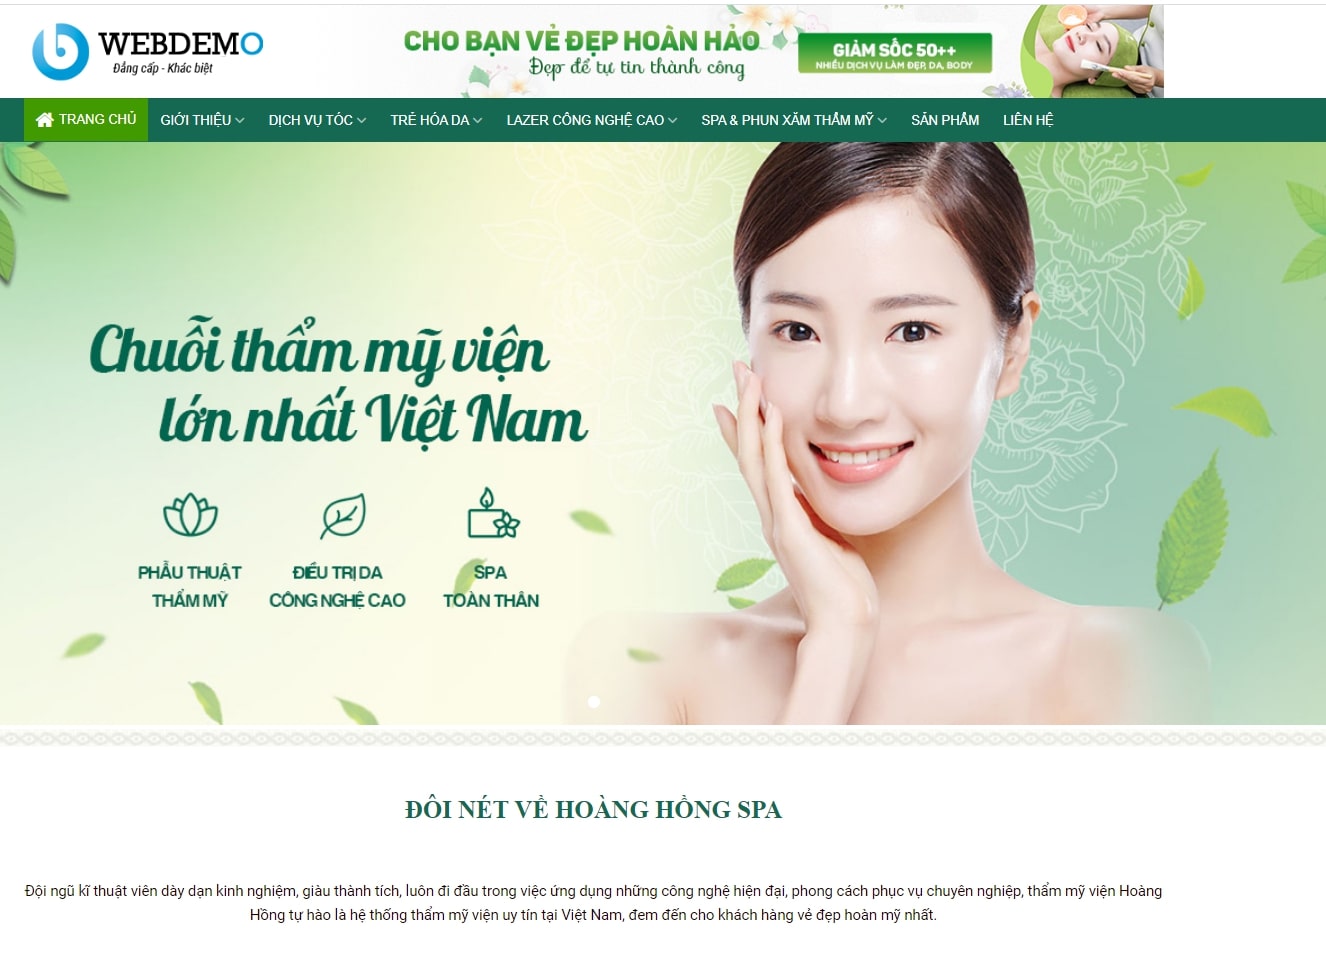 WEBDEMO
Đẳng cấp - Khác biệt
CHO BẠN VẺ ĐẸP HOÀN HẢO
Đẹp để tự tin thành công
GIẢM SỐC 50++
NHIỀU DỊCH VỤ LÀM ĐẸP, DA, BODY
TRANG CHỦ GIỚI THIỆU DỊCH VỤ TÓC TRẺ HÓA DA LAZER CÔNG NGHỆ CAO SPA & PHUN XĂM THẨM MỸ SẢN PHẨM LIÊN HỆ
Chuỗi thẩm mỹ viện
lớn nhất Việt Nam
PHẪU THUẬT
THẨM MỸ
ĐIỀU TRỊ DA
CÔNG NGHỆ CAO
SPA
TOÀN THÂN
ĐÔI NÉT VỀ HOÀNG HỒNG SPA
Đội ngũ kĩ thuật viên dày dạn kinh nghiệm, giàu thành tích, luôn đi đầu trong việc ứng dụng những công nghệ hiện đại, phong cách phục vụ chuyên nghiệp, thẩm mỹ viện Hoàng
Hồng tự hào là hệ thống thẩm mỹ viện uy tín tại Việt Nam, đem đến cho khách hàng vẻ đẹp hoàn mỹ nhất.